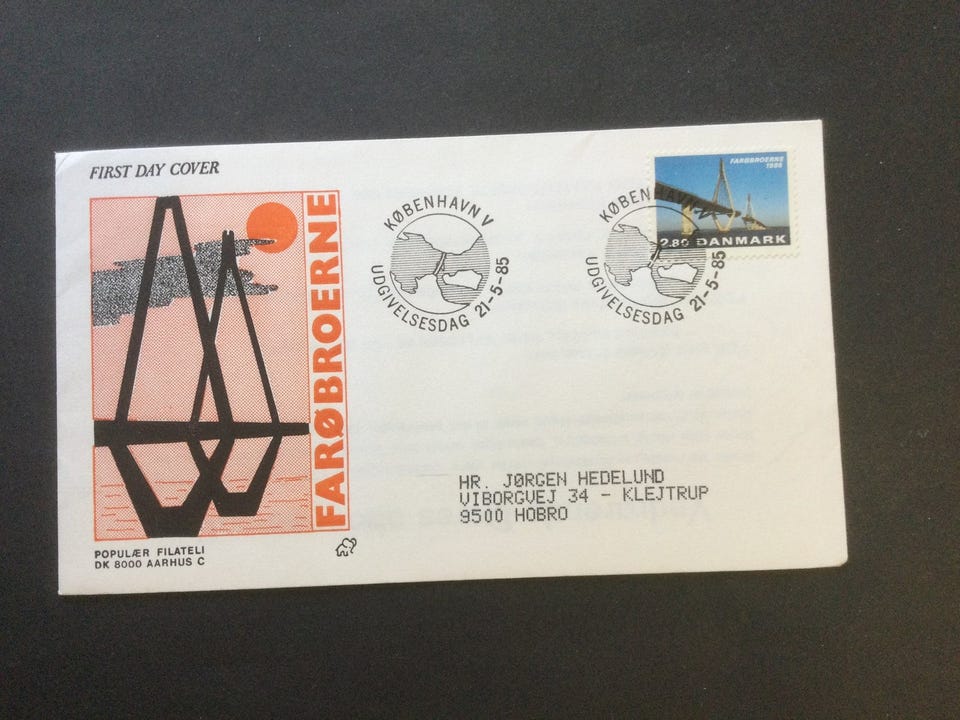 FIRST DAY COVER
FARØBROERNE
POPULÆR FILATELI
DK 8000 AARHUS C
KØBENHAVN V
UDGIVELSESDAG 21-5-85
KØBENHAVN
UDGIVELSESDAG 21-5-85
FARØBROERNE
1985
2.80 DANMARK
HR. JØRGEN HEDELUND
VIBORGVEJ 34 - KLEJTRUP
9500 HOBRO